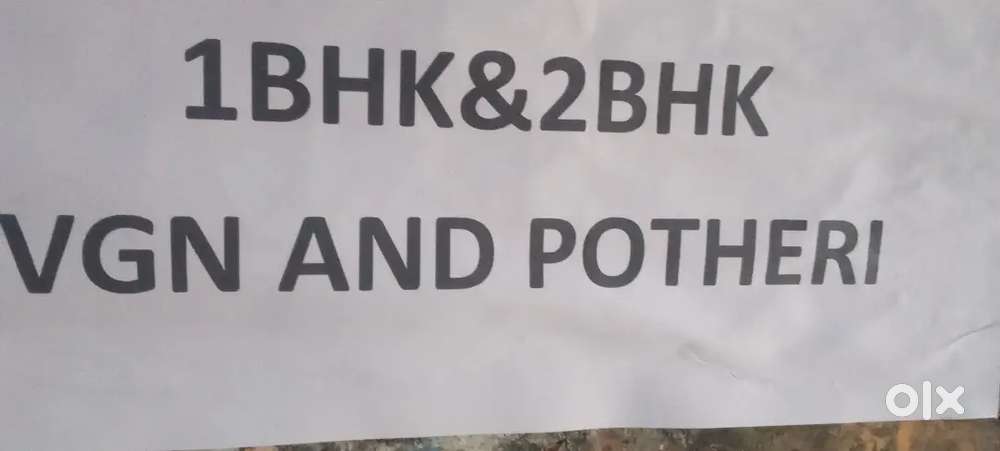 1BHK&2BHK
VGN AND POTHERI
olx